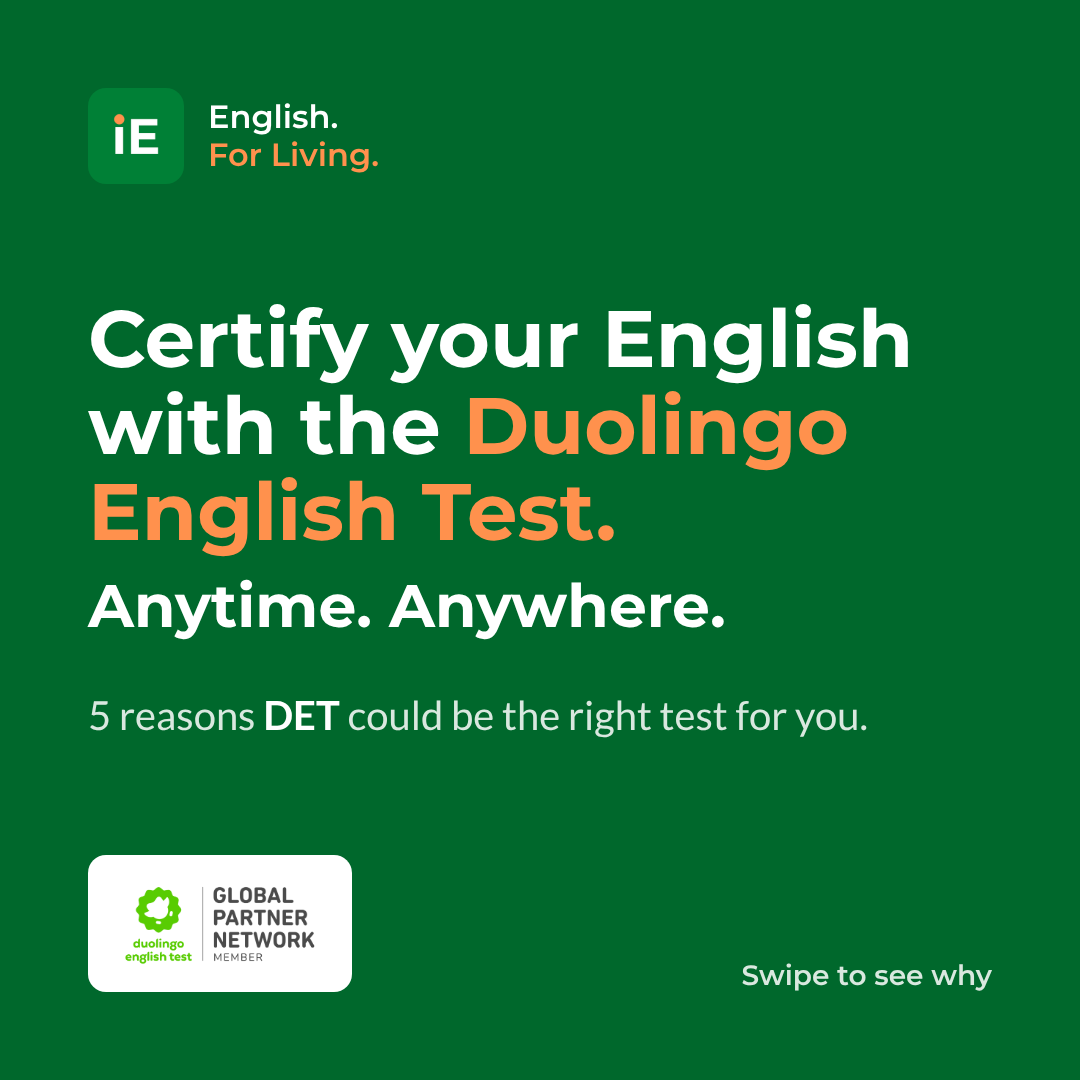 iE
English.
For Living.
Certify your English
with the Duolingo
English Test.
Anytime. Anywhere.
5 reasons DET could be the right test for you.
duolingo
english test
GLOBAL
PARTNER
NETWORK
MEMBER
Swipe to see why